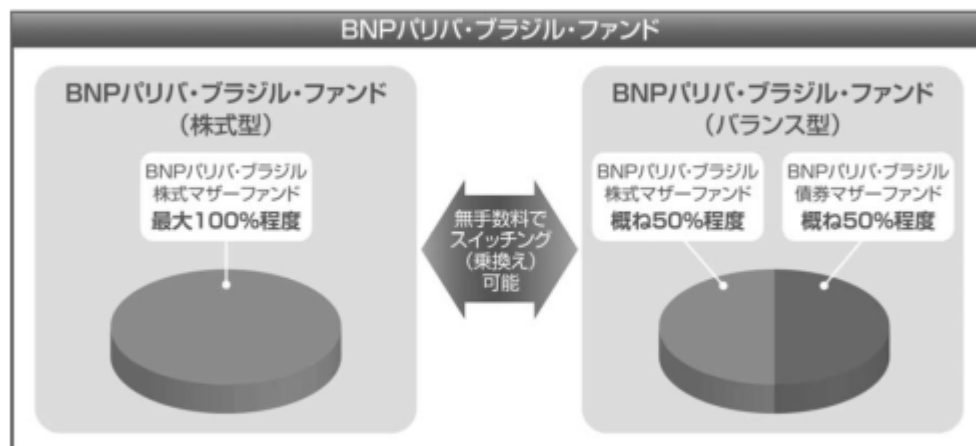 BNPパリバ・ブラジル・ファンド
BNPパリバ・ブラジル・ファンド
（株式型）
BNPパリバ・ブラジル
株式マザーファンド
最大100%程度
無手数料で
スイッチング
（乗換え）
可能
BNPパリバ・ブラジル・ファンド
（バランス型）
BNPパリバ・ブラジル
株式マザーファンド
概ね50%程度
BNPパリバ・ブラジル
債券マザーファンド
概ね50%程度